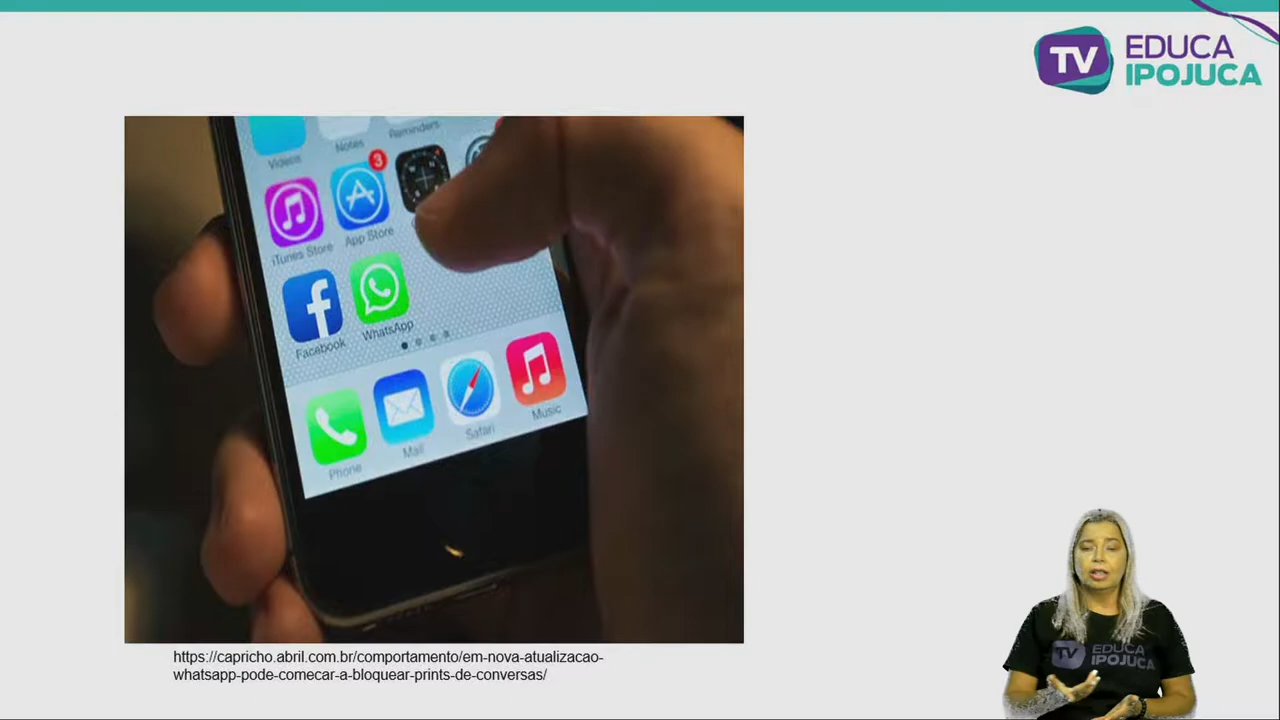 TV EDUCA
IPOJUCA
Videos
Notes
Reminders
3
iTunes Store
App Store
Facebook
WhatsApp
Phone
Mail
Safari
Music
https://capricho.abril.com.br/comportamento/em-nova-atualizacao-
whatsapp-pode-comecar-a-bloquear-prints-de-conversas/
TV EDUCA
IPOJUCA